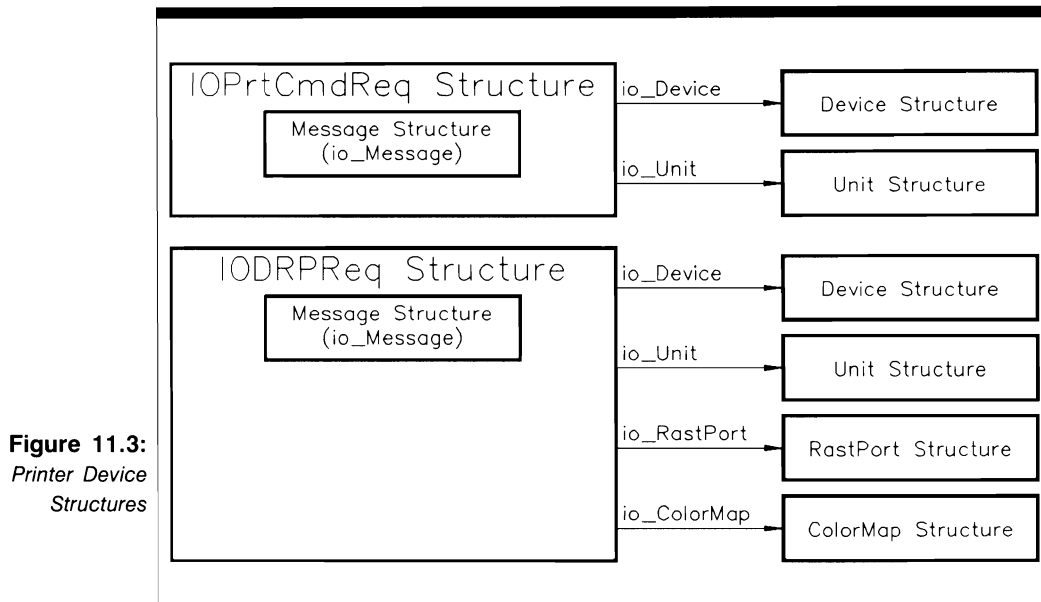 IOPrtCmdReq Structure
Message Structure
(io_Message)
io_Device
Device Structure
io_Unit
Unit Structure
IODRPReq Structure
Message Structure
(io_Message)
io_Device
Device Structure
io_Unit
Unit Structure
io_RastPort
RastPort Structure
io_ColorMap
ColorMap Structure
Figure 11.3:
Printer Device
Structures